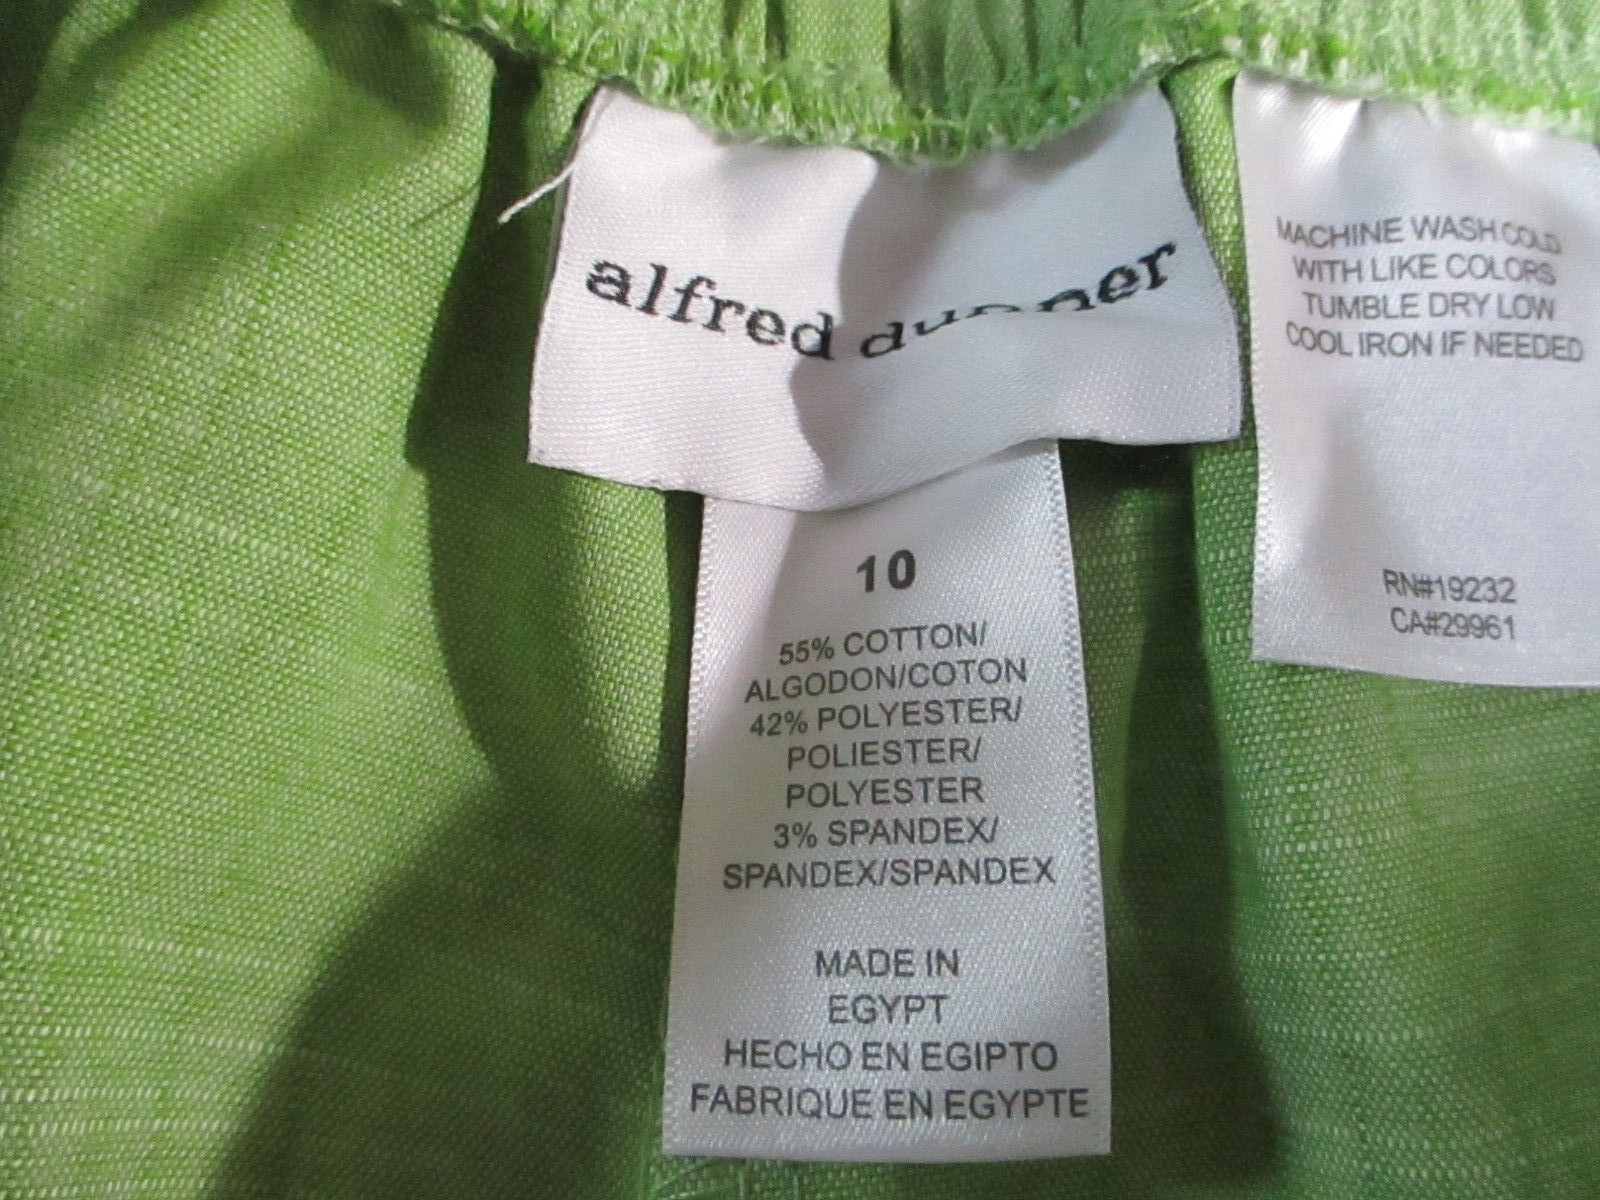 alfred dunner
10
55% COTTON/
ALGODON/COTON
42% POLYESTER/
POLIESTER/
POLYESTER
3% SPANDEX/
SPANDEX/SPANDEX
MADE IN
EGYPT
HECHO EN EGIPTO
FABRIQUE EN EGYPTE
MACHINE WASH COLD
WITH LIKE COLORS
TUMBLE DRY LOW
COOL IRON IF NEEDED
RN#19232
CA#29961